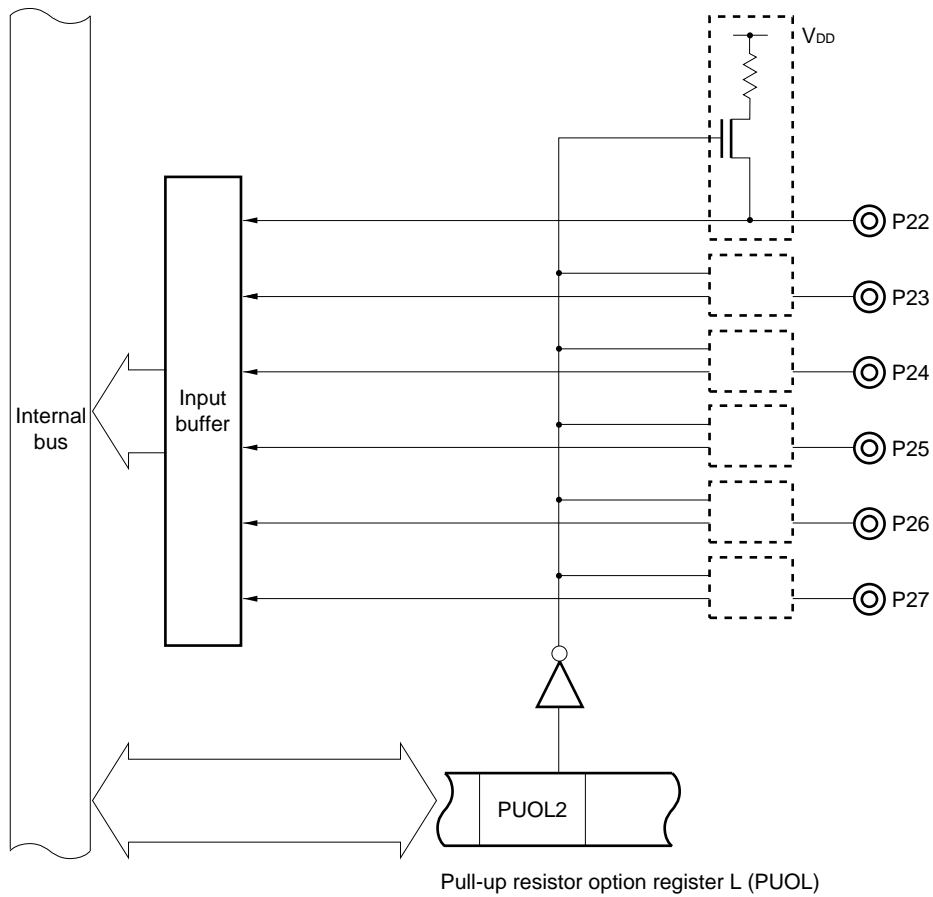 VDD
P22
P23
P24
Internal
bus
Input
buffer
P25
P26
P27
PUOL2
Pull-up resistor option register L (PUOL)